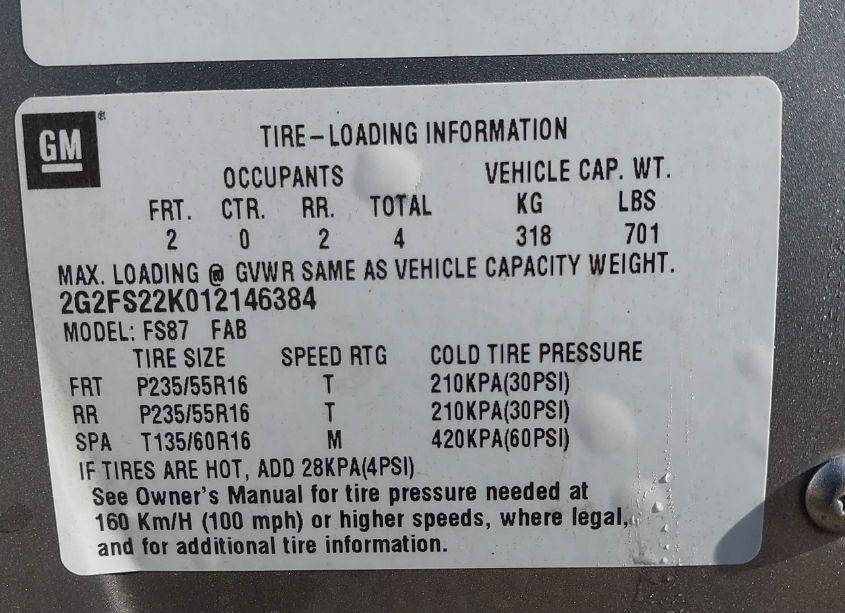 GM®
TIRE-LOADING INFORMATION
OCCUPANTS VEHICLE CAP. WT.
FRT. CTR. RR. TOTAL KG LBS
2 0 2 4 318 701
MAX. LOADING @ GVWR SAME AS VEHICLE CAPACITY WEIGHT.
2G2FS22K012146384
MODEL: FS87 FAB
TIRE SIZE SPEED RTG COLD TIRE PRESSURE
FRT P235/55R16 T 210KPA(30PSI)
RR P235/55R16 T 210KPA(30PSI)
SPA T135/60R16 M 420KPA(60PSI)
IF TIRES ARE HOT, ADD 28KPA(4PSI)
See Owner's Manual for tire pressure needed at
160 Km/H (100 mph) or higher speeds, where legal,
and for additional tire information.